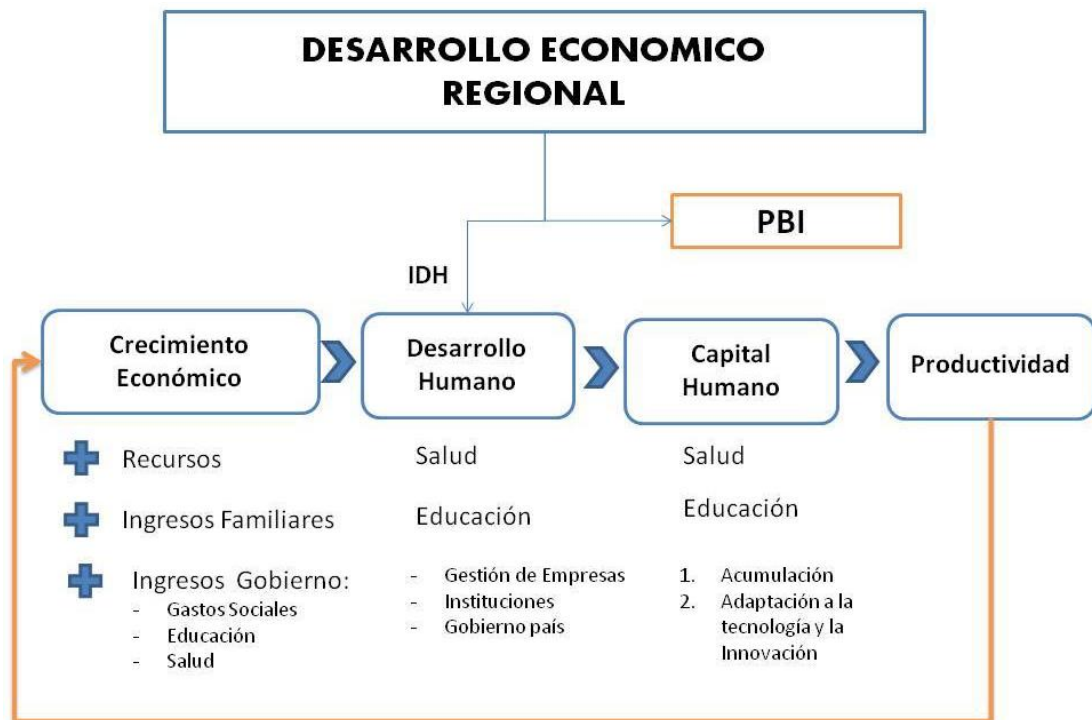 DESARROLLO ECONOMICO
REGIONAL
PBI
IDH
Crecimiento
Económico
Desarrollo
Humano
Capital
Humano
Productividad
Recursos
Ingresos Familiares
Ingresos Gobierno:
- Gastos Sociales
- Educación
- Salud
Salud
Educación
- Gestión de Empresas
- Instituciones
- Gobierno país
Salud
Educación
1. Acumulación
2. Adaptación a la
tecnología y la
Innovación